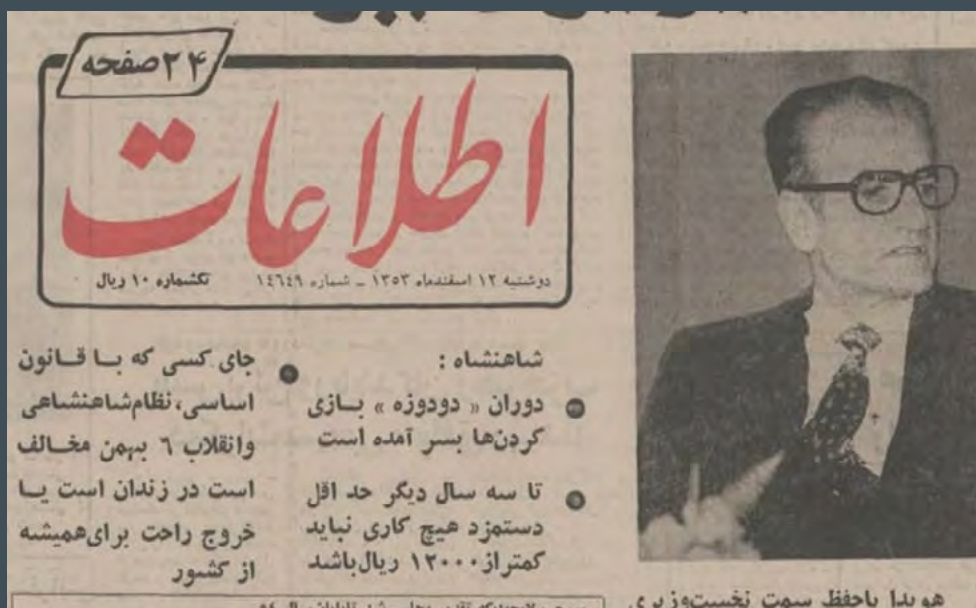 ۲۴ صفحه
اطلاعات
دوشنبه ۱۲ اسفندماه ۱۳۵۳ ـ شماره ۱۴٦۴۹ تکشماره ۱۰ ریال
شاهنشاه :
دوران « دودوزه » بازی
کردن‌ها بسر آمده است
تا سه سال دیگر حد اقل
دستمزد هیچ کاری نباید
کمتر از ۱۲۰۰۰ ریال باشد
جای کسی که با قانون
اساسی، نظام شاهنشاهی
وانقلاب ٦ بهمن مخالف
است در زندان است یا
خروج راحت برای همیشه
از کشور
هویدا باحفظ سمت نخست‌وزیری